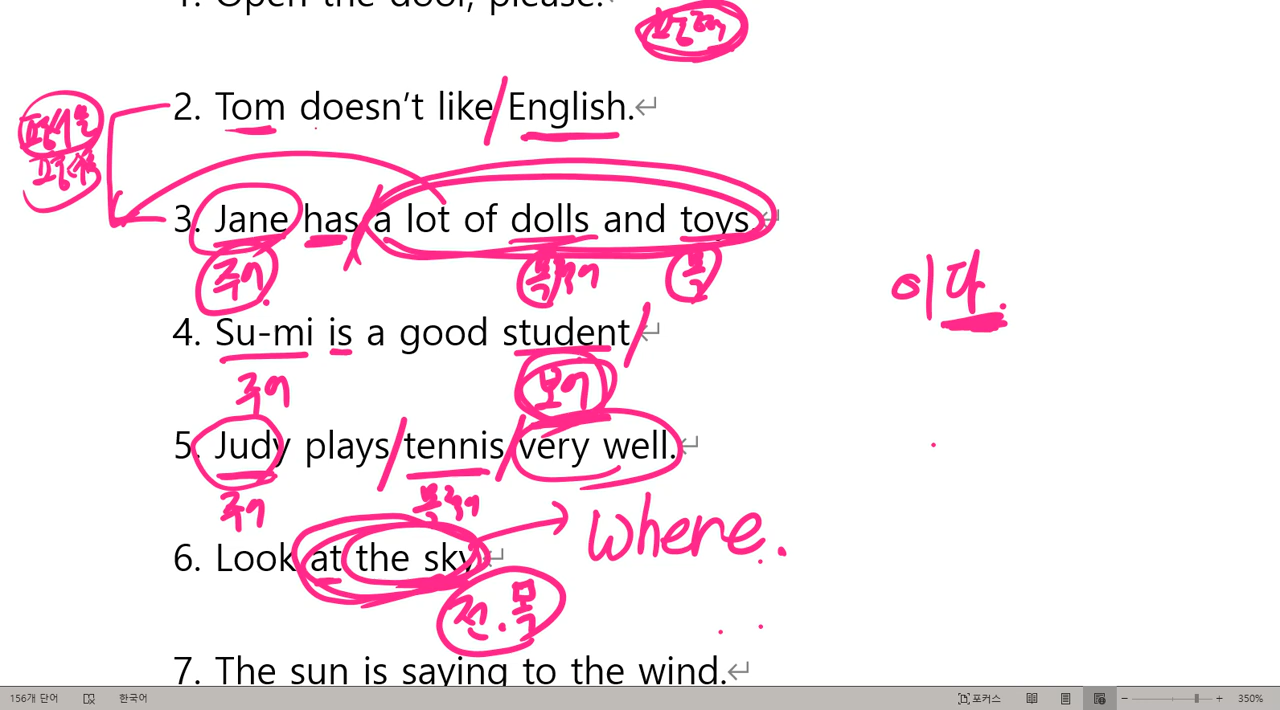 1. Open the door, please.
2. Tom doesn’t like English.
3. Jane has a lot of dolls and toys.
주어 목적어 목
이다.
4. Su-mi is a good student
주어 보어
5. Judy plays tennis very well.
주어 목적어
where.
6. Look at the sky
전.목
7. The sun is saying to the wind.
156개 단어 한국어 포커스 350%